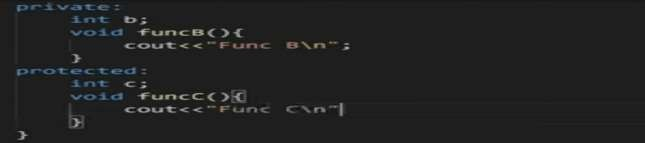 private:
int b;
void funcB(){
cout<<"Func B\n";
}
protected:
int c;
void funcC(){
cout<<"Func C\n"
}
}